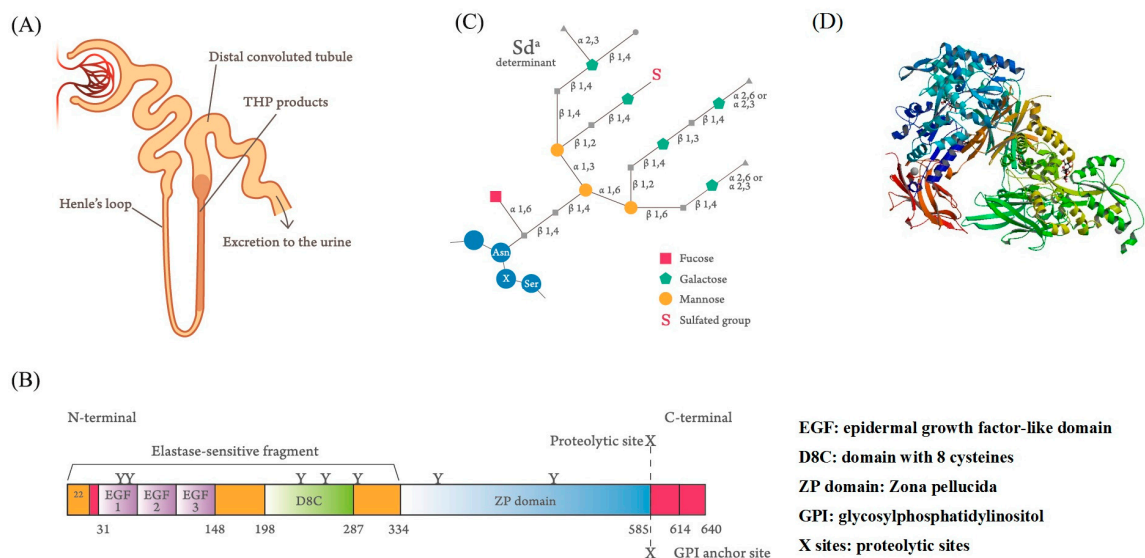 (A)
Distal convoluted tubule
THP products
Henle's loop
Excretion to the urine
(C)
Sdᵃ
determinant
α 2,3
β 1,4
β 1,4
S
β 1,4
β 1,4
β 1,4
β 1,2
α 2,6 or
α 2,3
β 1,4
β 1,3
β 1,4
α 1,3
β 1,2
α 2,6 or
α 2,3
α 1,6
β 1,4
α 1,6
β 1,4
β 1,6
β 1,4
Asn
X
Ser
Fucose
Galactose
Mannose
S Sulfated group
(D)
(B)
N-terminal
C-terminal
Elastase-sensitive fragment
Proteolytic site X
Y Y Y Y Y Y Y
22
EGF 1
EGF 2
EGF 3
D8C
ZP domain
31 148 198 287 334 585 614 640
X GPI anchor site
EGF: epidermal growth factor-like domain
D8C: domain with 8 cysteines
ZP domain: Zona pellucida
GPI: glycosylphosphatidylinositol
X sites: proteolytic sites